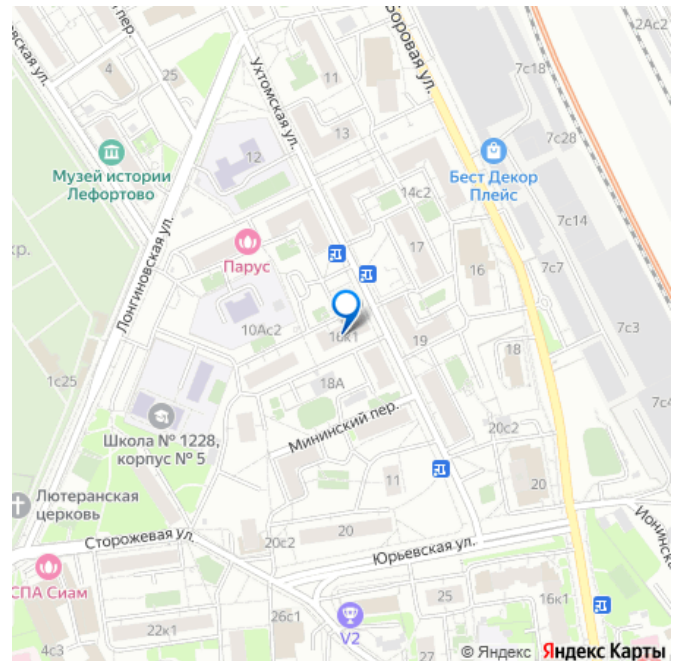 пер.
вская ул.
4
25
Ухтомская ул.
11
Боровая ул.
2Ас2
7с18
13
7с28
Музей истории
Лефортово
12
Бест Декор
Плейс
14с2
Лонгиновская ул.
кр.
Парус
17
7с14
16
7с7
10Ас2
16к1
19
7с3
1с25
18А
18
7с4
Мининский пер.
Школа № 1228,
корпус № 5
20с2
11
20
Лютеранская
церковь
Сторожевая ул.
20с2
20
Юрьевская ул.
Ионинска
СПА Сиам
25
16к1
26с1
V2
22к1
4с3
© Яндекс Яндекс Карты